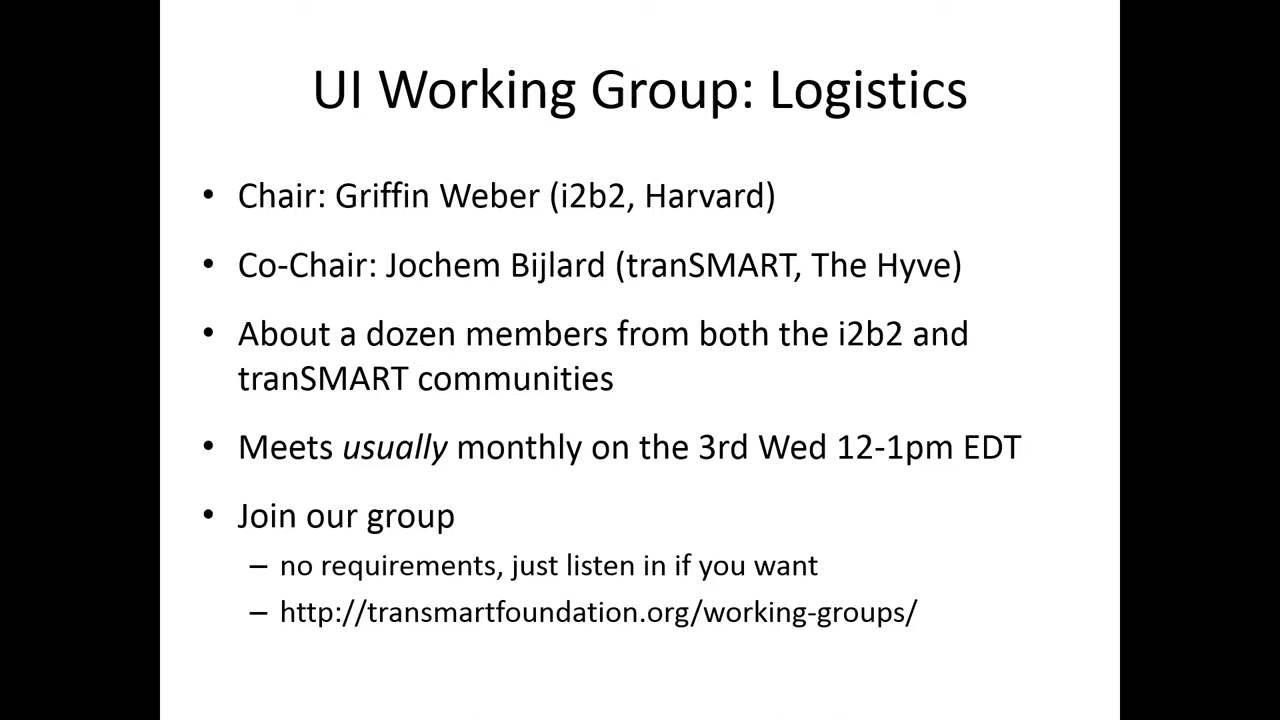 UI Working Group: Logistics
• Chair: Griffin Weber (i2b2, Harvard)
• Co-Chair: Jochem Bijlard (tranSMART, The Hyve)
• About a dozen members from both the i2b2 and
tranSMART communities
• Meets usually monthly on the 3rd Wed 12-1pm EDT
• Join our group
– no requirements, just listen in if you want
– http://transmartfoundation.org/working-groups/